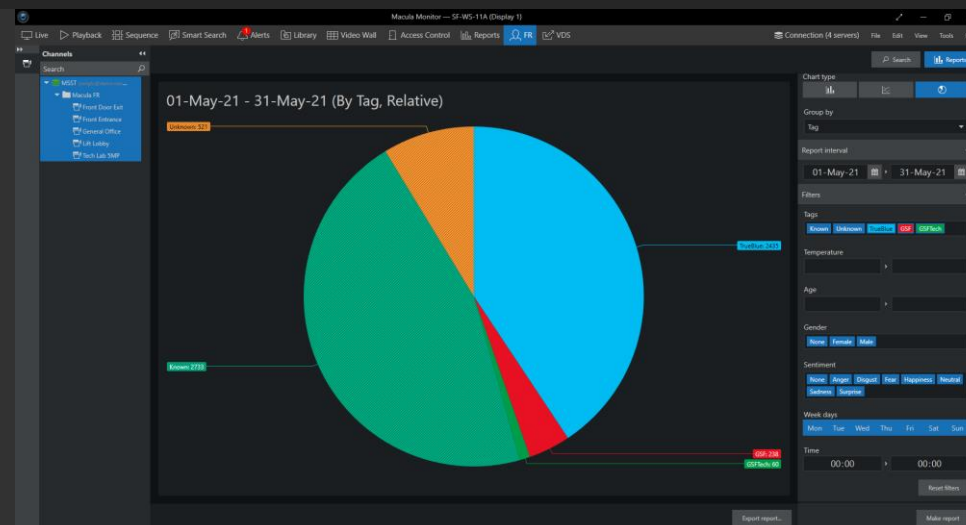 Macula Monitor — SF-WS-11A (Display 1)
Live Playback Sequence Smart Search 1 Alerts Library Video Wall Access Control Reports FR VDS Connection (4 servers) File Edit View Tools
Channels
Search
MSST
Macula FR
Front Door Exit
Front Entrance
General Office
Lift Lobby
Tech Lab 5MP
01-May-21 - 31-May-21 (By Tag, Relative)
Unknown: 521
TrueBlue: 2435
Known: 2733
GSF: 238
GSFTech: 60
Export report...
Search Reports
Chart type
Group by
Tag
Report interval
01-May-21 31-May-21
Filters
Tags
Known Unknown TrueBlue GSF GSFTech
Temperature
Age
Gender
None Female Male
Sentiment
None Anger Disgust Fear Happiness Neutral
Sadness Surprise
Week days
Mon Tue Wed Thu Fri Sat Sun
Time
00:00 00:00
Reset filters
Make report